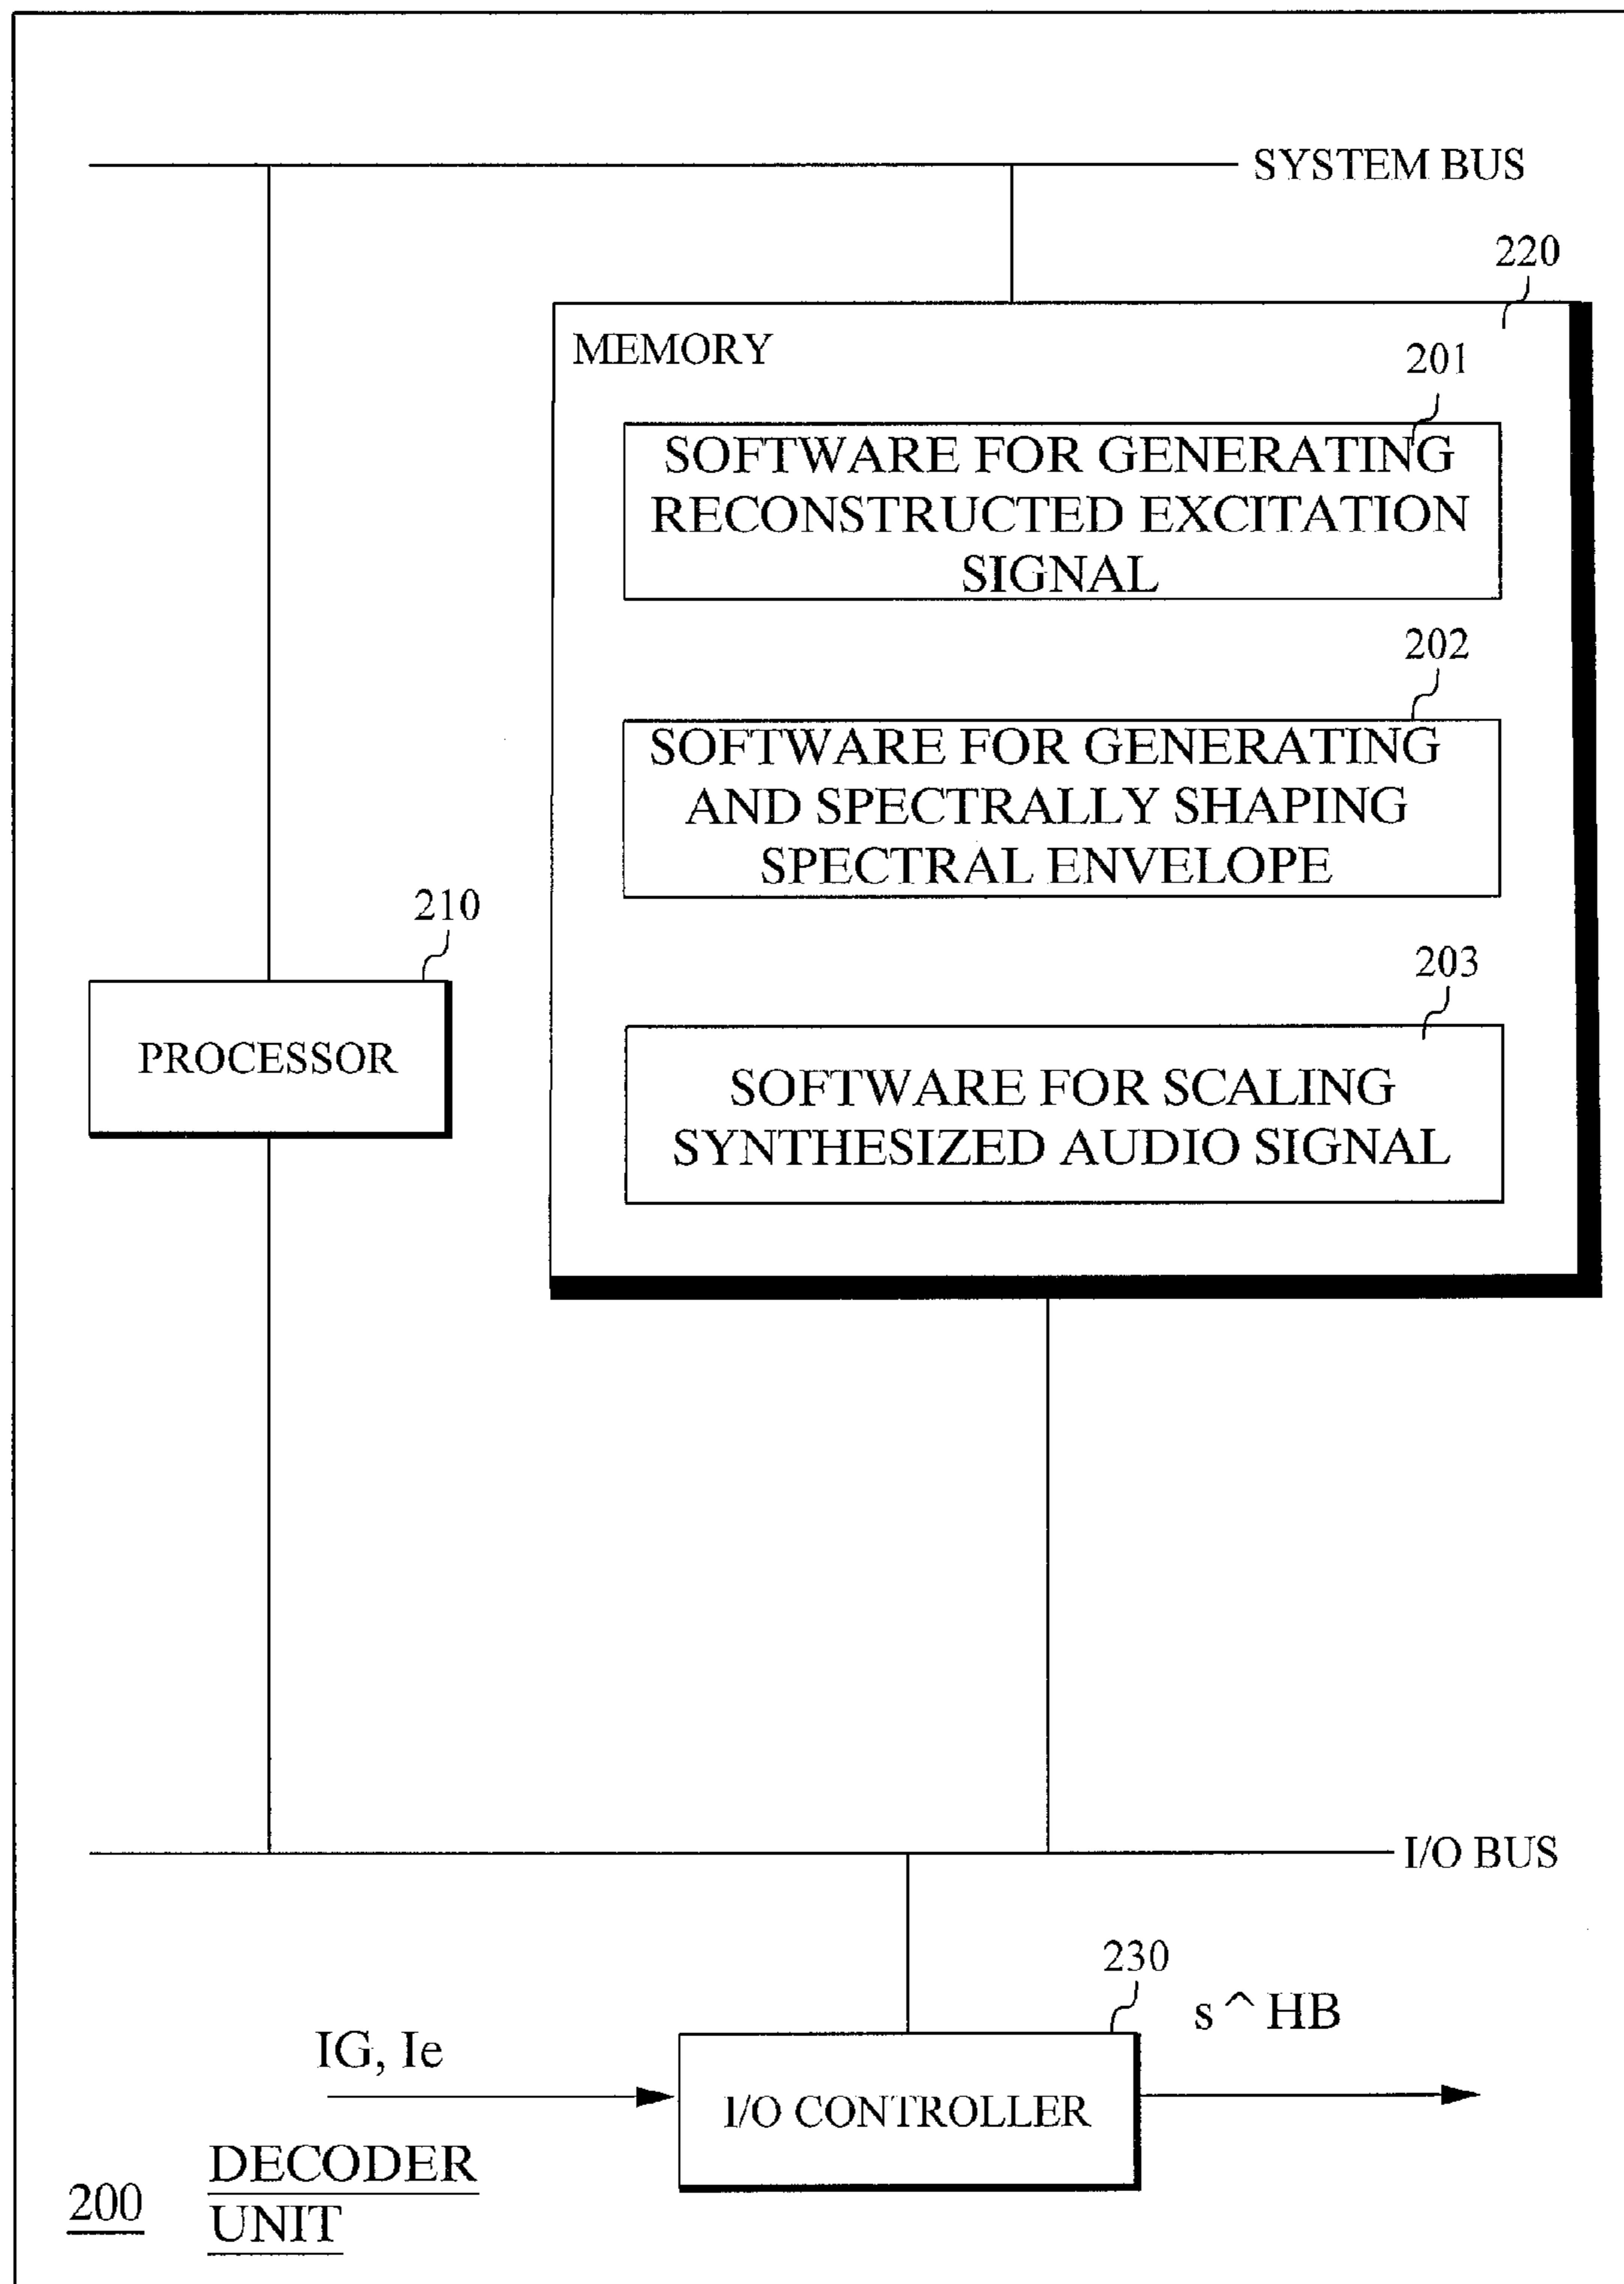 SYSTEM BUS
220
MEMORY
201
SOFTWARE FOR GENERATING
RECONSTRUCTED EXCITATION
SIGNAL
202
SOFTWARE FOR GENERATING
AND SPECTRALLY SHAPING
SPECTRAL ENVELOPE
210
203
PROCESSOR
SOFTWARE FOR SCALING
SYNTHESIZED AUDIO SIGNAL
I/O BUS
230
s^HB
IG, Ie
I/O CONTROLLER
200
DECODER
UNIT